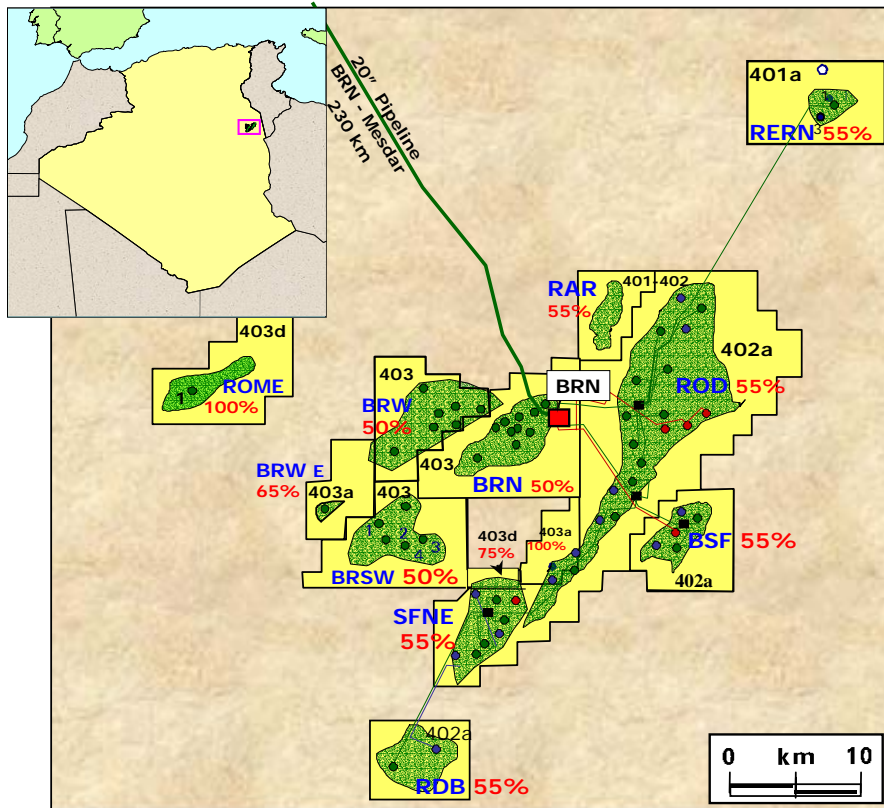 20" Pipeline
BRN - Mesdar
230 km
401a
3
RERN 55%
RAR
55%
401-402
402a
ROD 55%
403d
1
ROME
100%
403
BRW
50%
BRN
403
BRN 50%
BRW E
65%
403a
403
1
2
4
3
BRSW 50%
403d
75%
403a
100%
BSF 55%
402a
SFNE
55%
402a
RDB 55%
0 km 10